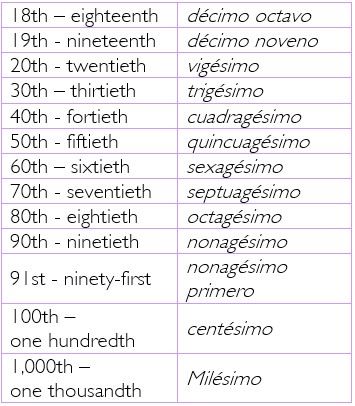 18th – eighteenth décimo octavo
19th - nineteenth décimo noveno
20th - twentieth vigésimo
30th – thirtieth trigésimo
40th - fortieth cuadragésimo
50th - fiftieth quincuagésimo
60th – sixtieth sexagésimo
70th - seventieth septuagésimo
80th - eightieth octagésimo
90th - ninetieth nonagésimo
91st - ninety-first nonagésimo
primero
100th –
one hundredth centésimo
1,000th –
one thousandth Milésimo